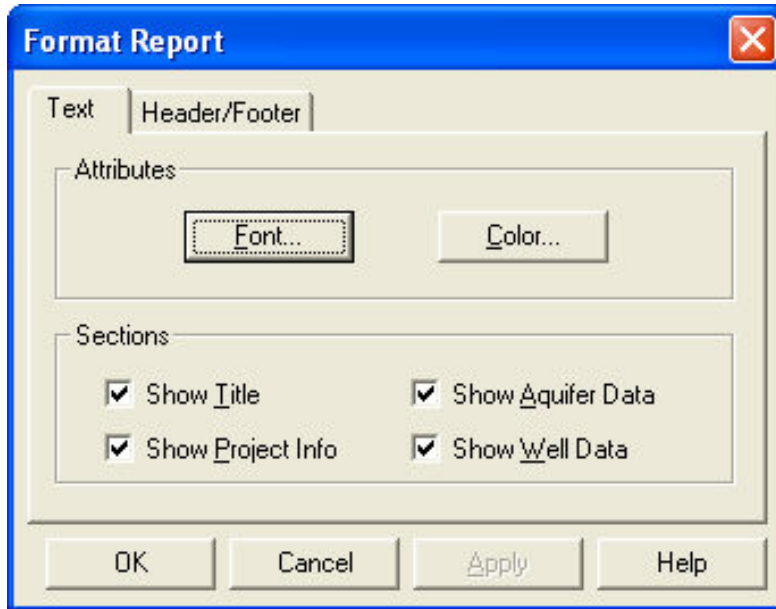 Format Report
Text Header/Footer
Attributes
Font... Color...
Sections
Show Title Show Aquifer Data
Show Project Info Show Well Data
OK Cancel Apply Help